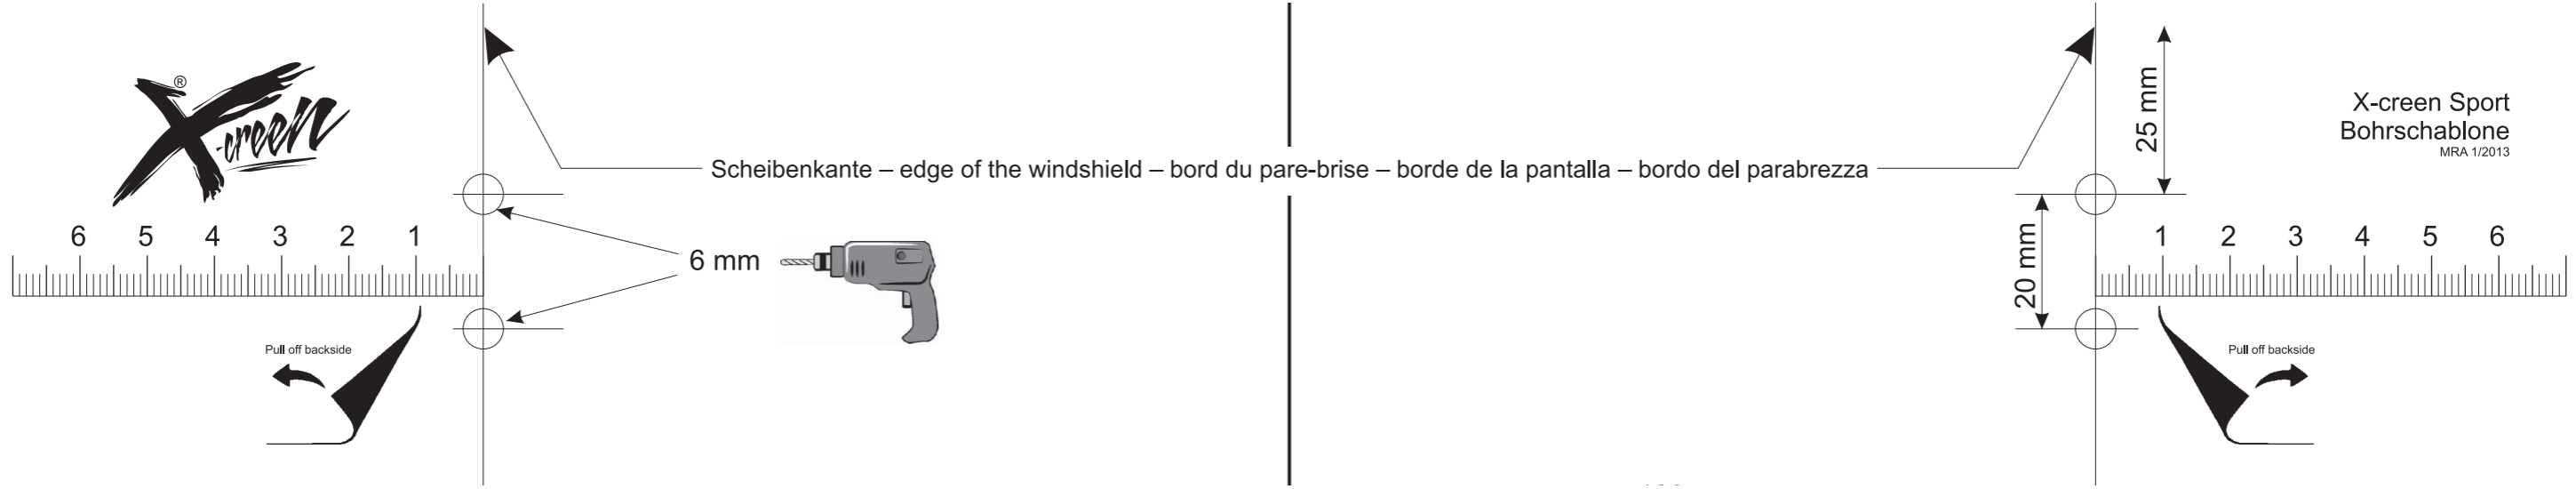 X-creen®
25 mm
X-creen Sport
Bohrschablone
MRA 1/2013
Scheibenkante – edge of the windshield – bord du pare-brise – borde de la pantalla – bordo del parabrezza
6 5 4 3 2 1
6 mm
20 mm
1 2 3 4 5 6
Pull off backside
Pull off backside